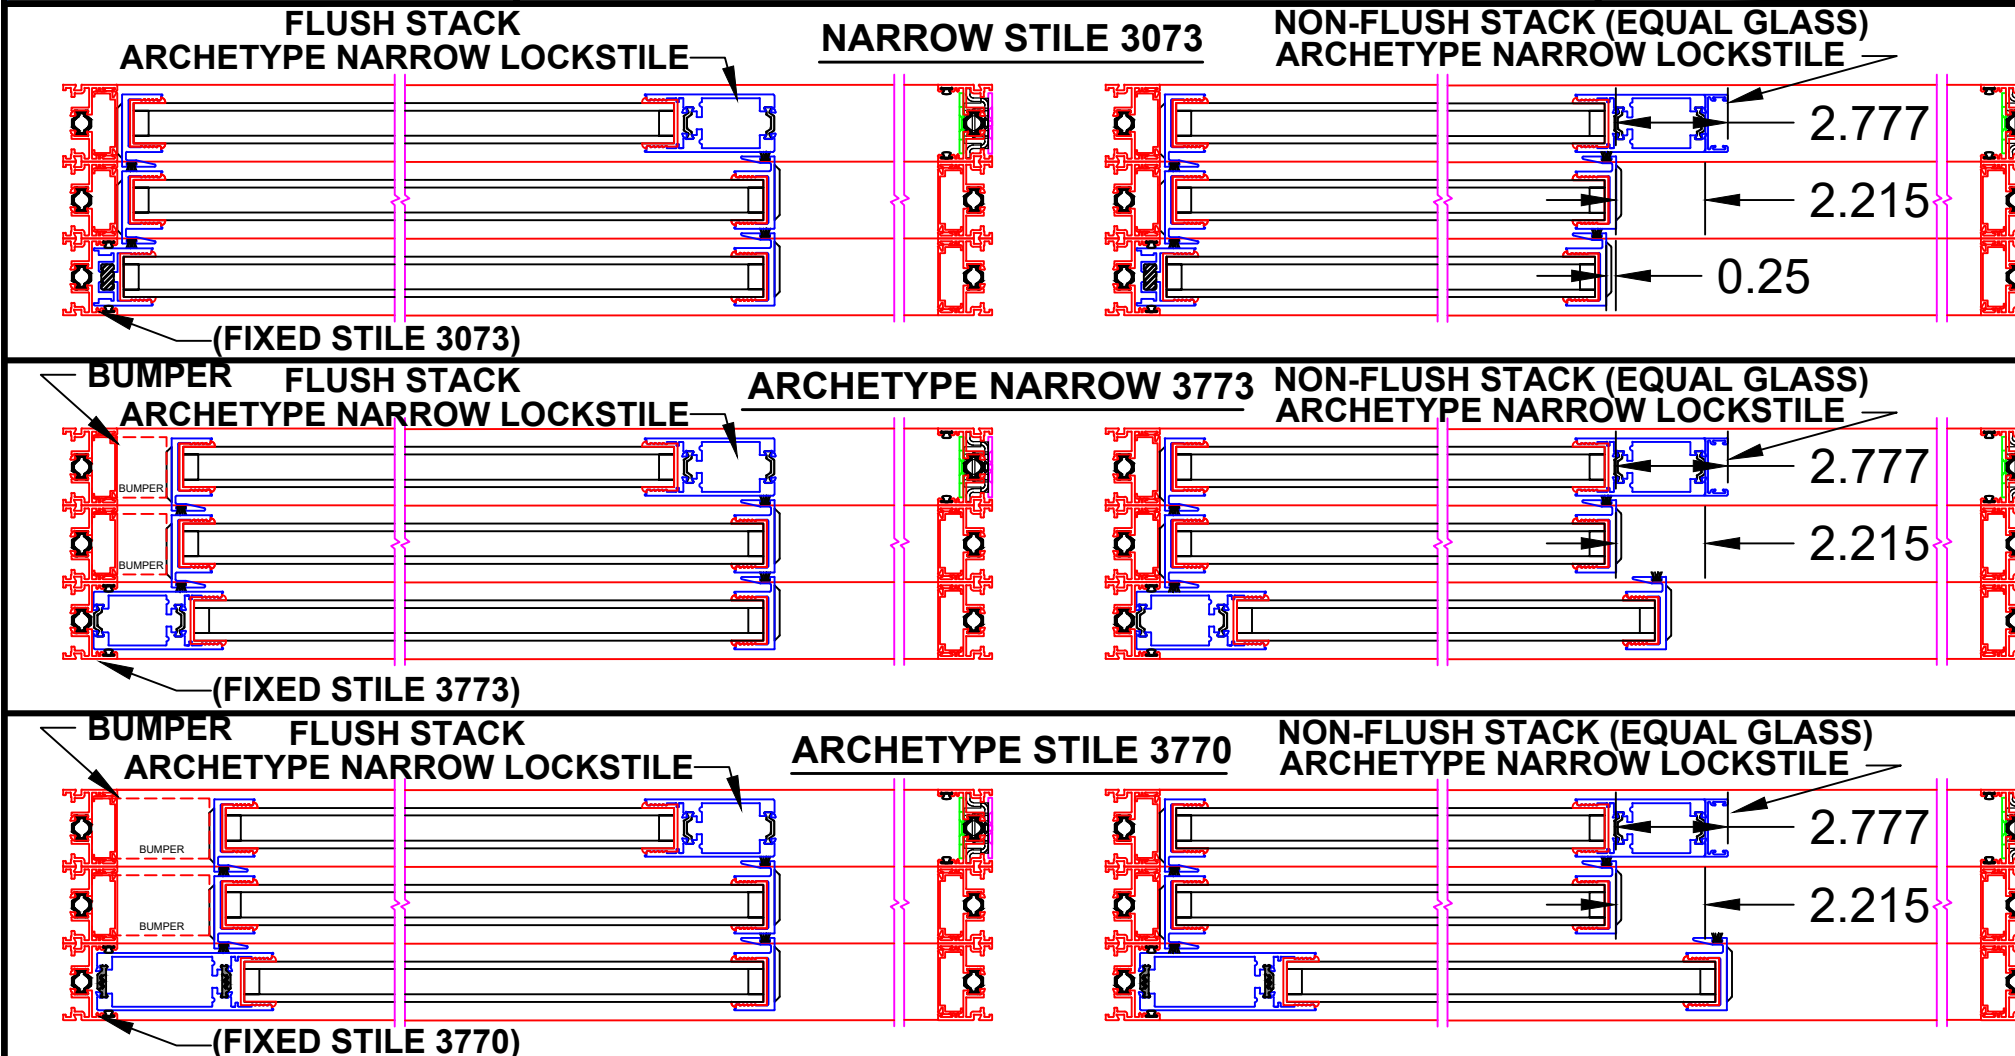 FLUSH STACK
ARCHETYPE NARROW LOCKSTILE
NARROW STILE 3073
NON-FLUSH STACK (EQUAL GLASS)
ARCHETYPE NARROW LOCKSTILE
2.777
2.215
0.25
(FIXED STILE 3073)
BUMPER
FLUSH STACK
ARCHETYPE NARROW LOCKSTILE
ARCHETYPE NARROW 3773
NON-FLUSH STACK (EQUAL GLASS)
ARCHETYPE NARROW LOCKSTILE
BUMPER
2.777
BUMPER
2.215
(FIXED STILE 3773)
BUMPER
FLUSH STACK
ARCHETYPE NARROW LOCKSTILE
ARCHETYPE STILE 3770
NON-FLUSH STACK (EQUAL GLASS)
ARCHETYPE NARROW LOCKSTILE
BUMPER
2.777
BUMPER
2.215
(FIXED STILE 3770)